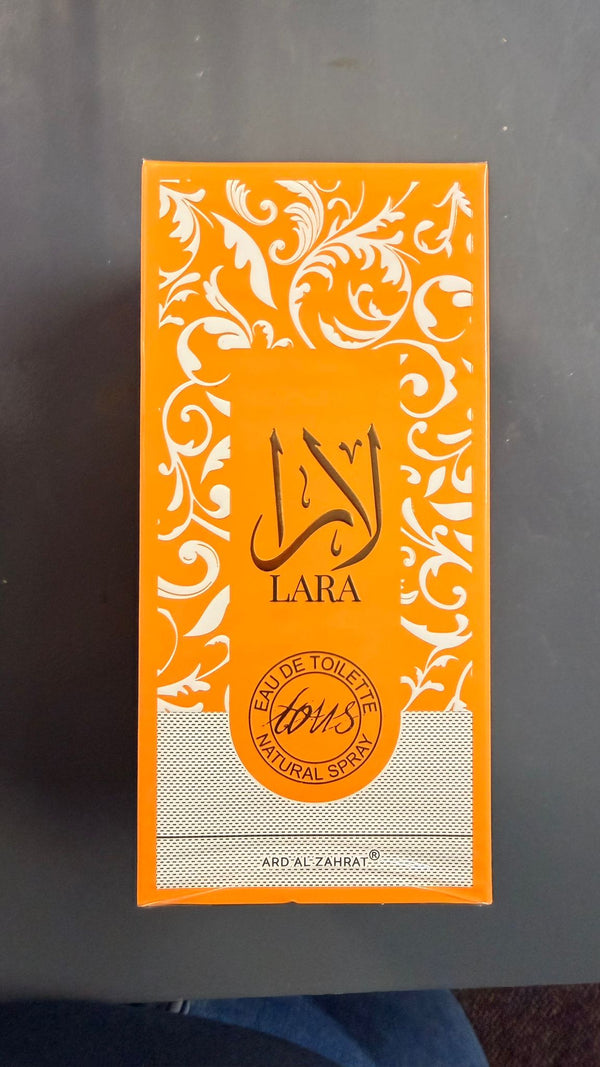 لارا
LARA
EAU DE TOILETTE
tous
NATURAL SPRAY
ARD AL ZAHRAT®